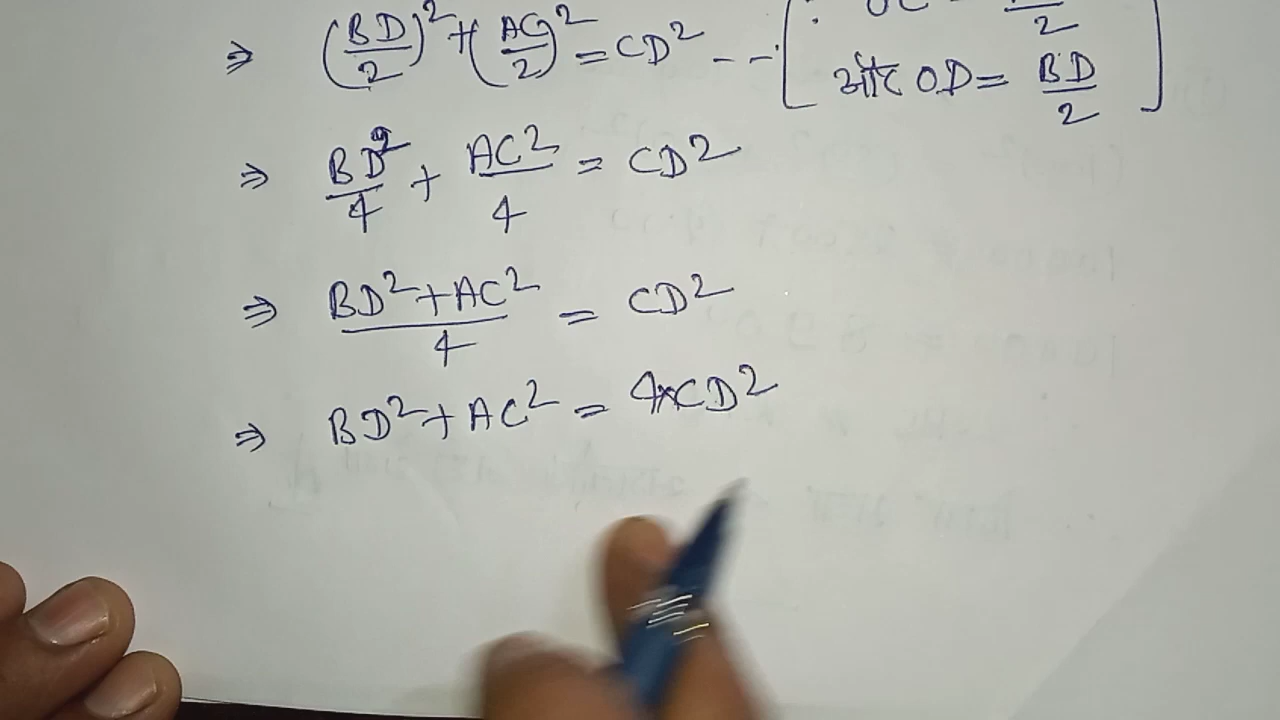 ⇒ (BD/2)² + (AC/2)² = CD² --- [∵ OC =
और OD = BD/2]
⇒ BD²/4 + AC²/4 = CD²
⇒ (BD²+AC²)/4 = CD²
⇒ BD² + AC² = 4×CD²